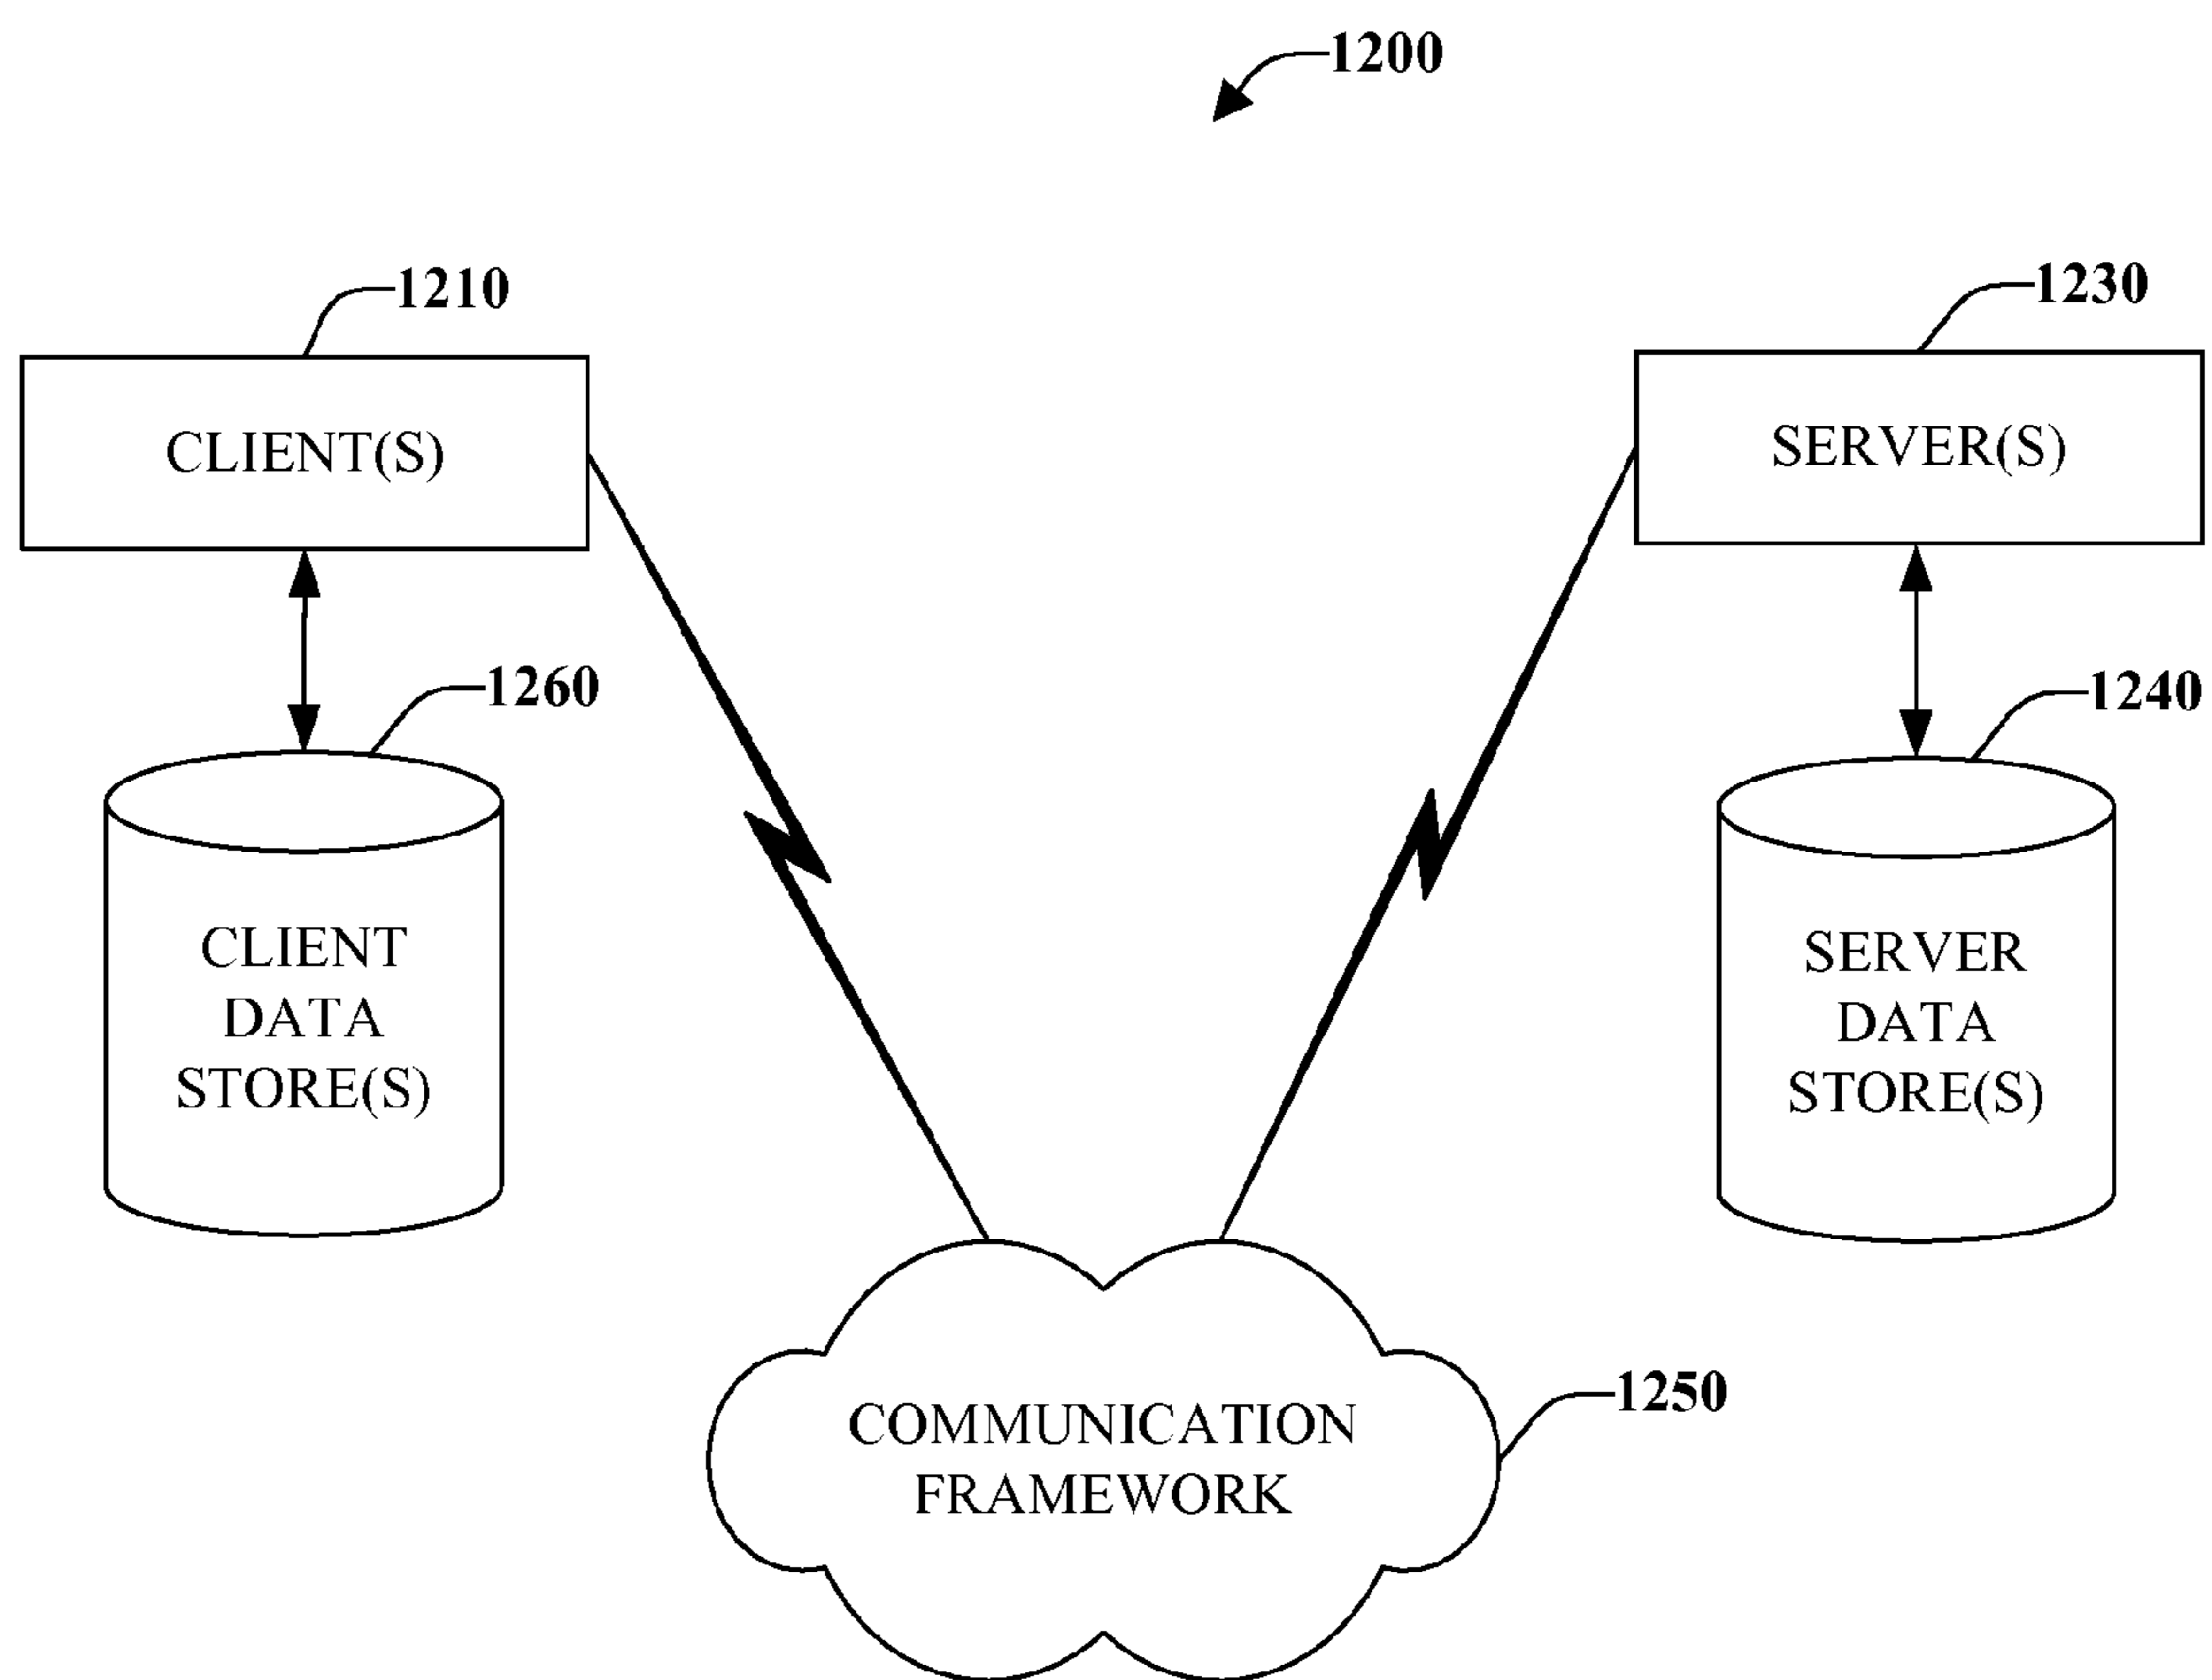 1200
1210
1230
CLIENT(S)
SERVER(S)
1260
1240
CLIENT
DATA
STORE(S)
SERVER
DATA
STORE(S)
1250
COMMUNICATION
FRAMEWORK